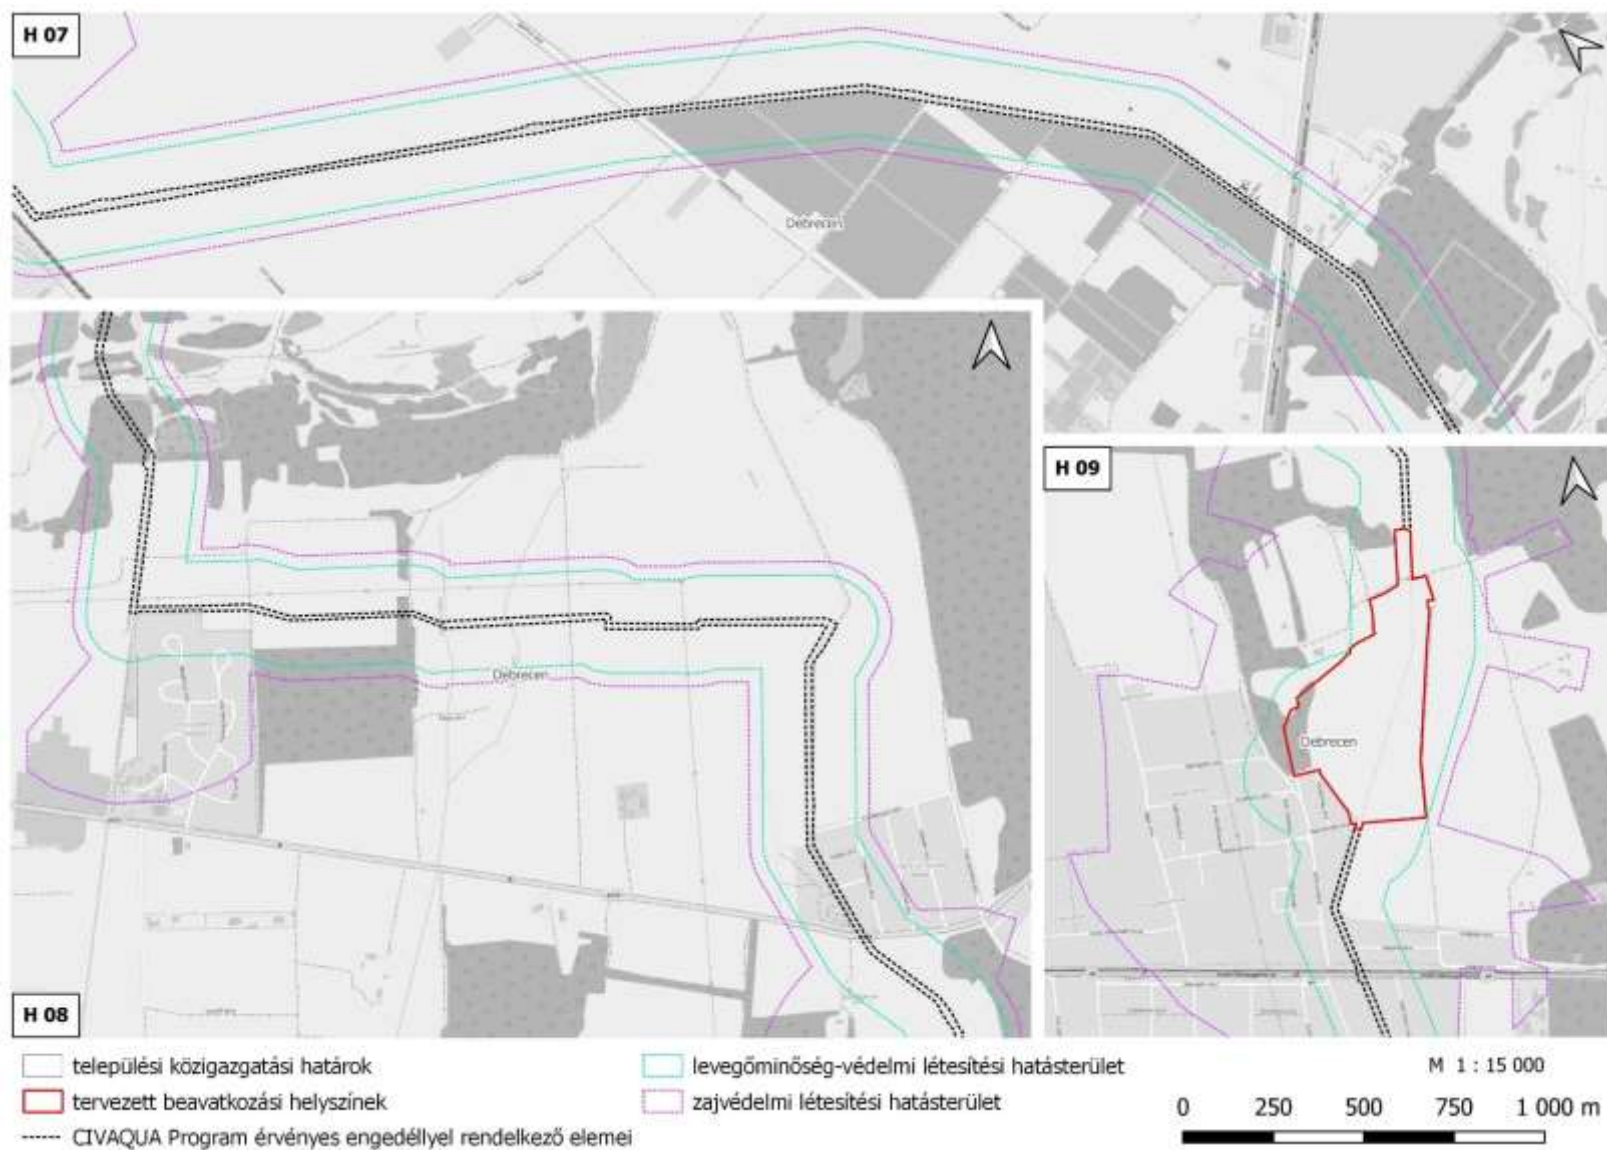 H 07
Debrecen
H 09
Debrecen
Debrecen
H 08
települési közigazgatási határok
tervezett beavatkozási helyszínek
CIVAQUA Program érvényes engedéllyel rendelkező elemei
levegőminőség-védelmi létesítési hatásterület
zajvédelmi létesítési hatásterület
M 1 : 15 000
0 250 500 750 1 000 m